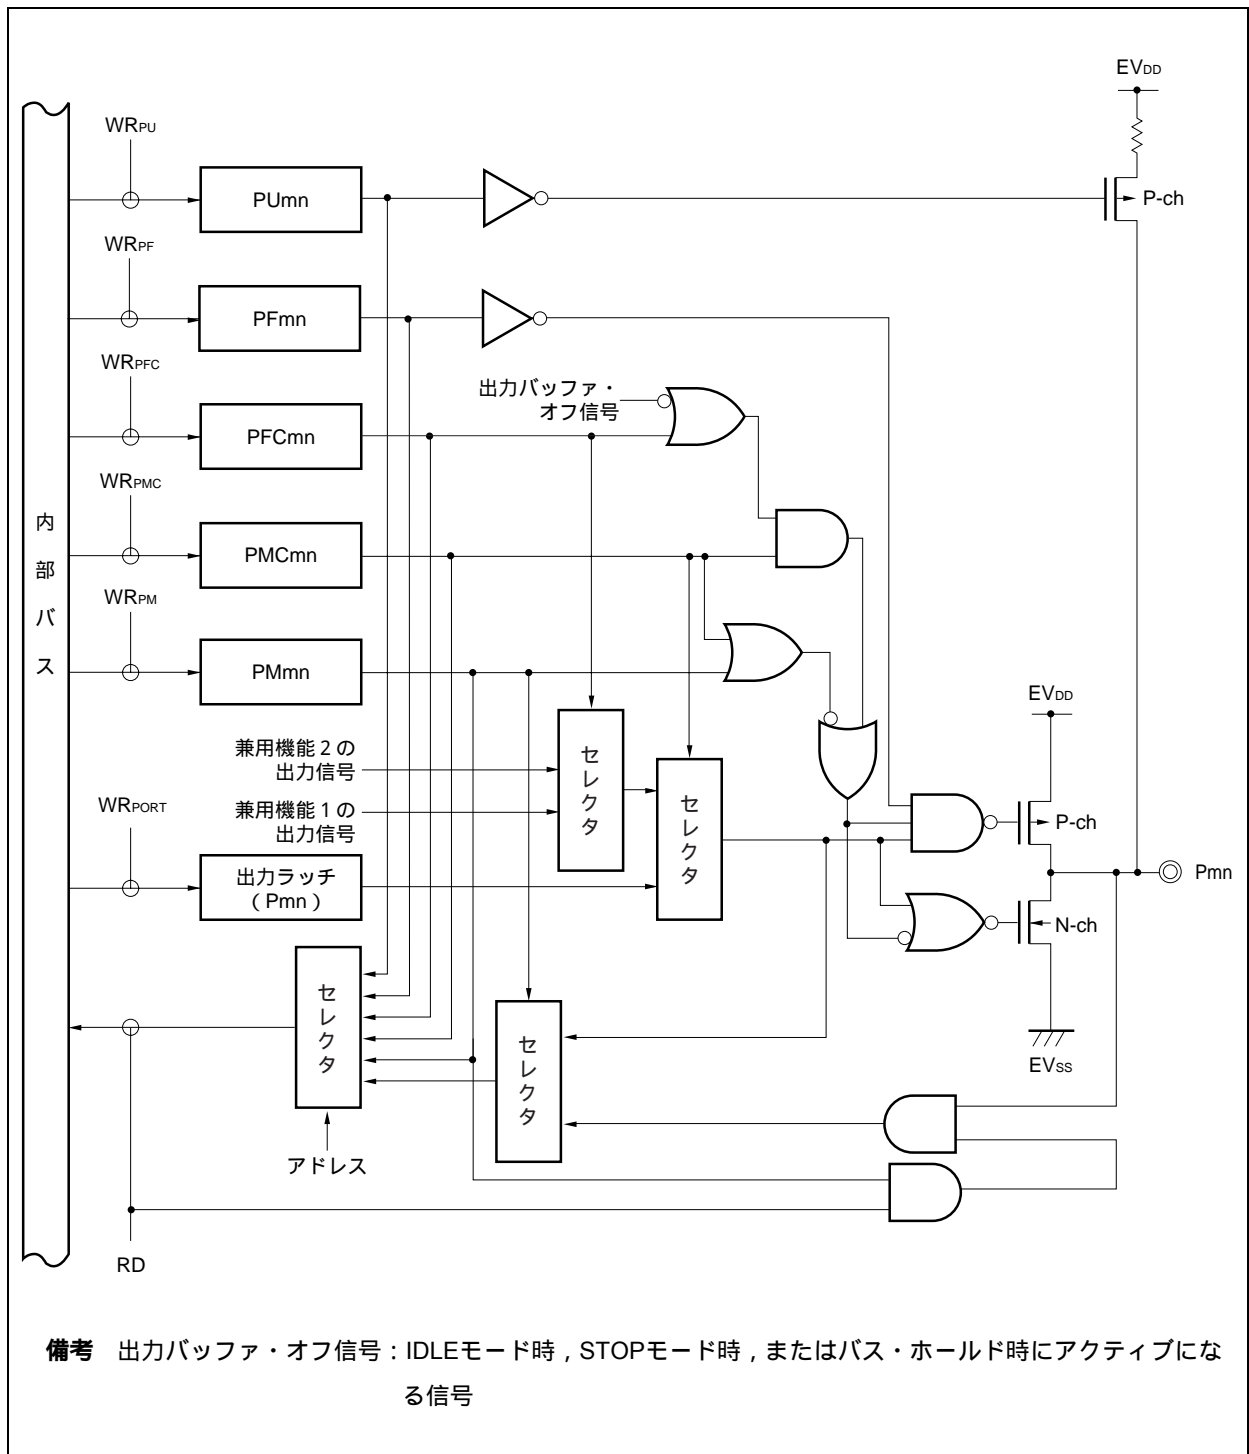 EVDD
WRPU
PUmn
P-ch
WRPF
PFmn
WRPFC
出力バッファ・
オフ信号
PFCmn
WRPMC
内部バス
PMCmn
WRPM
PMmn
EVDD
兼用機能2の
出力信号
セレクタ
WRPORT
兼用機能1の
出力信号
セレクタ
P-ch
出力ラッチ
(Pmn)
Pmn
N-ch
セレクタ
セレクタ
EVSS
アドレス
RD
備考 出力バッファ・オフ信号:IDLEモード時,STOPモード時,またはバス・ホールド時にアクティブにな
る信号